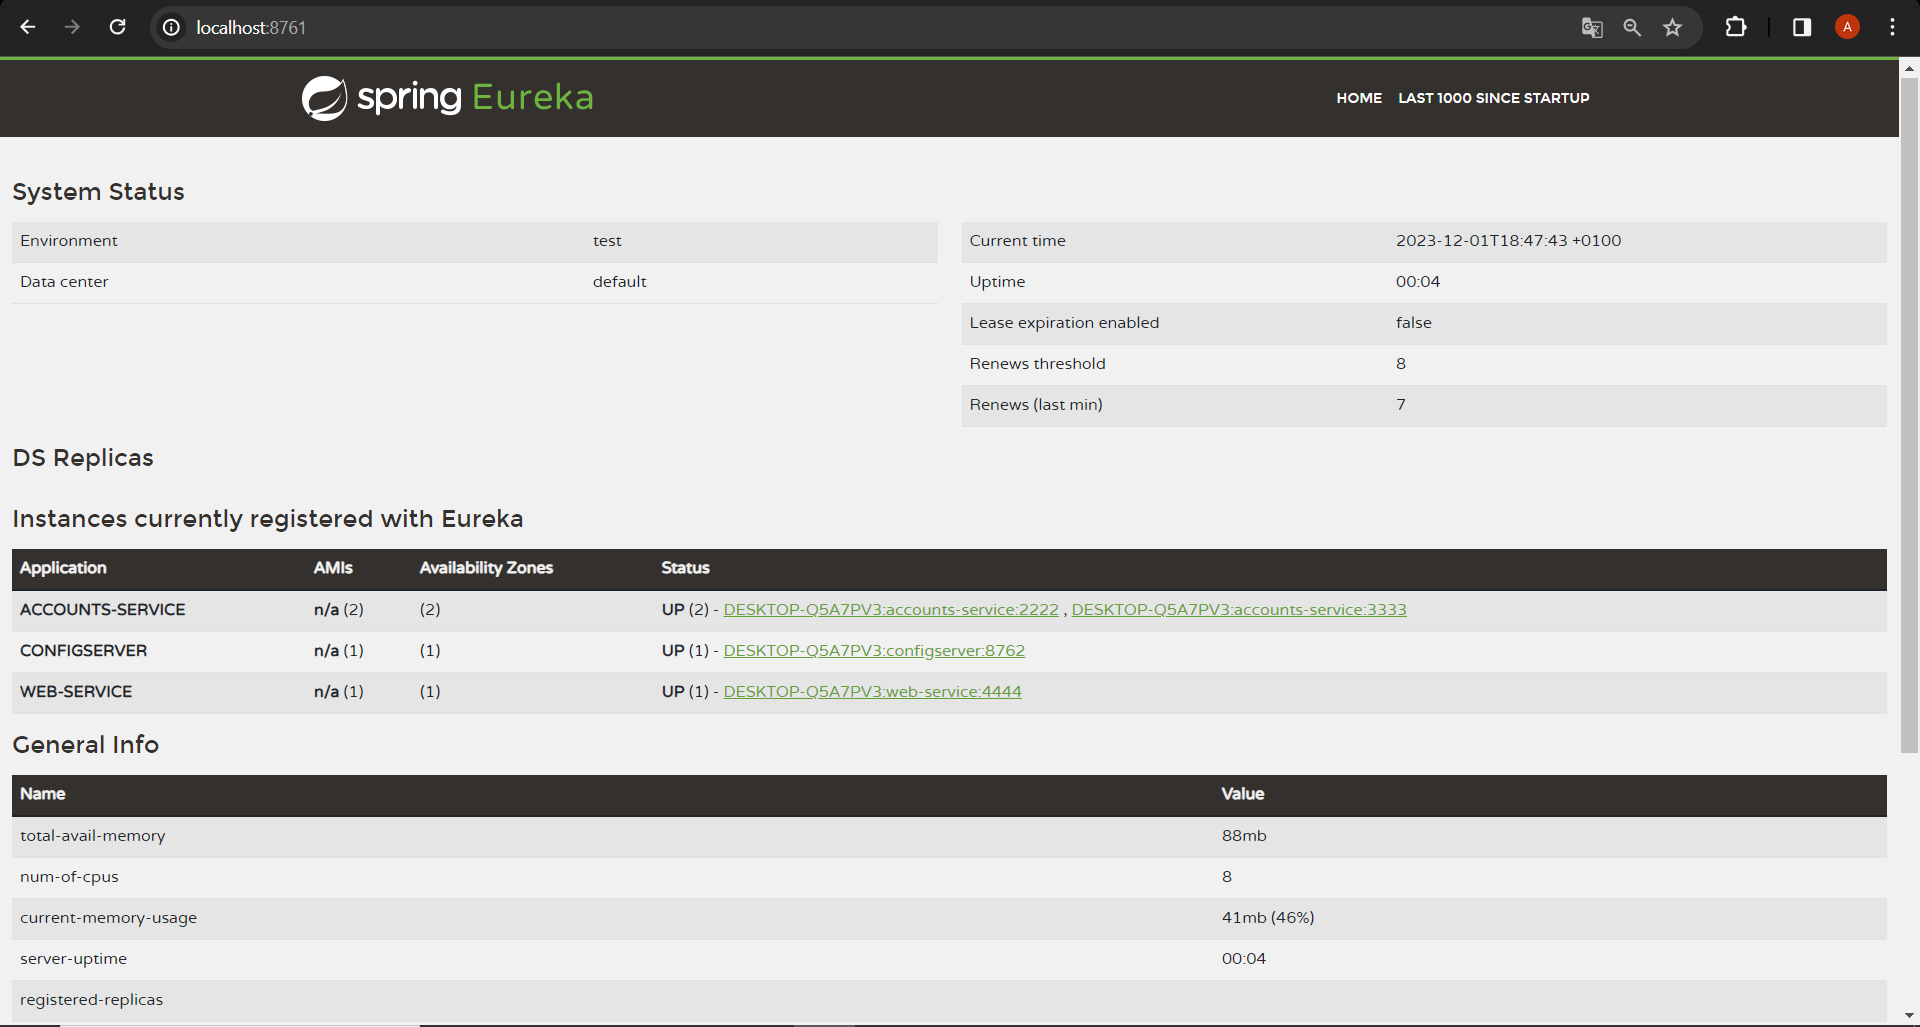 localhost:8761
A
spring Eureka
HOME LAST 1000 SINCE STARTUP
System Status
Environment test
Data center default
Current time 2023-12-01T18:47:43 +0100
Uptime 00:04
Lease expiration enabled false
Renews threshold 8
Renews (last min) 7
DS Replicas
Instances currently registered with Eureka
Application AMIs Availability Zones Status
ACCOUNTS-SERVICE n/a (2) (2) UP (2) - DESKTOP-Q5A7PV3:accounts-service:2222 , DESKTOP-Q5A7PV3:accounts-service:3333
CONFIGSERVER n/a (1) (1) UP (1) - DESKTOP-Q5A7PV3:configserver:8762
WEB-SERVICE n/a (1) (1) UP (1) - DESKTOP-Q5A7PV3:web-service:4444
General Info
Name Value
total-avail-memory 88mb
num-of-cpus 8
current-memory-usage 41mb (46%)
server-uptime 00:04
registered-replicas